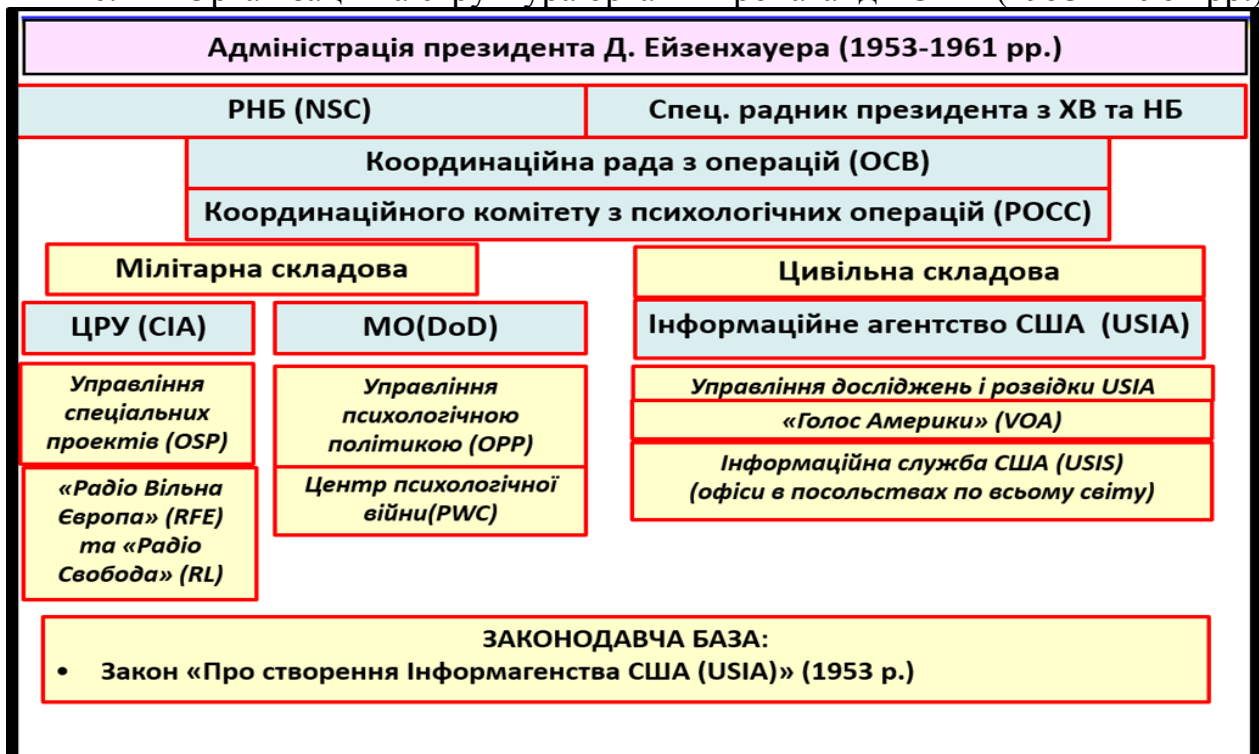 Адміністрація президента Д. Ейзенхауера (1953-1961 рр.)
РНБ (NSC)
Спец. радник президента з ХВ та НБ
Координаційна рада з операцій (ОСВ)
Координаційного комітету з психологічних операцій (РОСС)
Мілітарна складова
Цивільна складова
ЦРУ (CIA)
МО(DoD)
Інформаційне агентство США (USIA)
Управління
спеціальних
проектів (OSP)
Управління
психологічною
політикою (OPP)
Управління досліджень і розвідки USIA
«Голос Америки» (VOA)
Інформаційна служба США (USIS)
(офіси в посольствах по всьому світу)
«Радіо Вільна
Європа» (RFE)
та «Радіо
Свобода» (RL)
Центр психологічної
війни(PWC)
ЗАКОНОДАВЧА БАЗА:
• Закон «Про створення Інформагенства США (USIA)» (1953 р.)